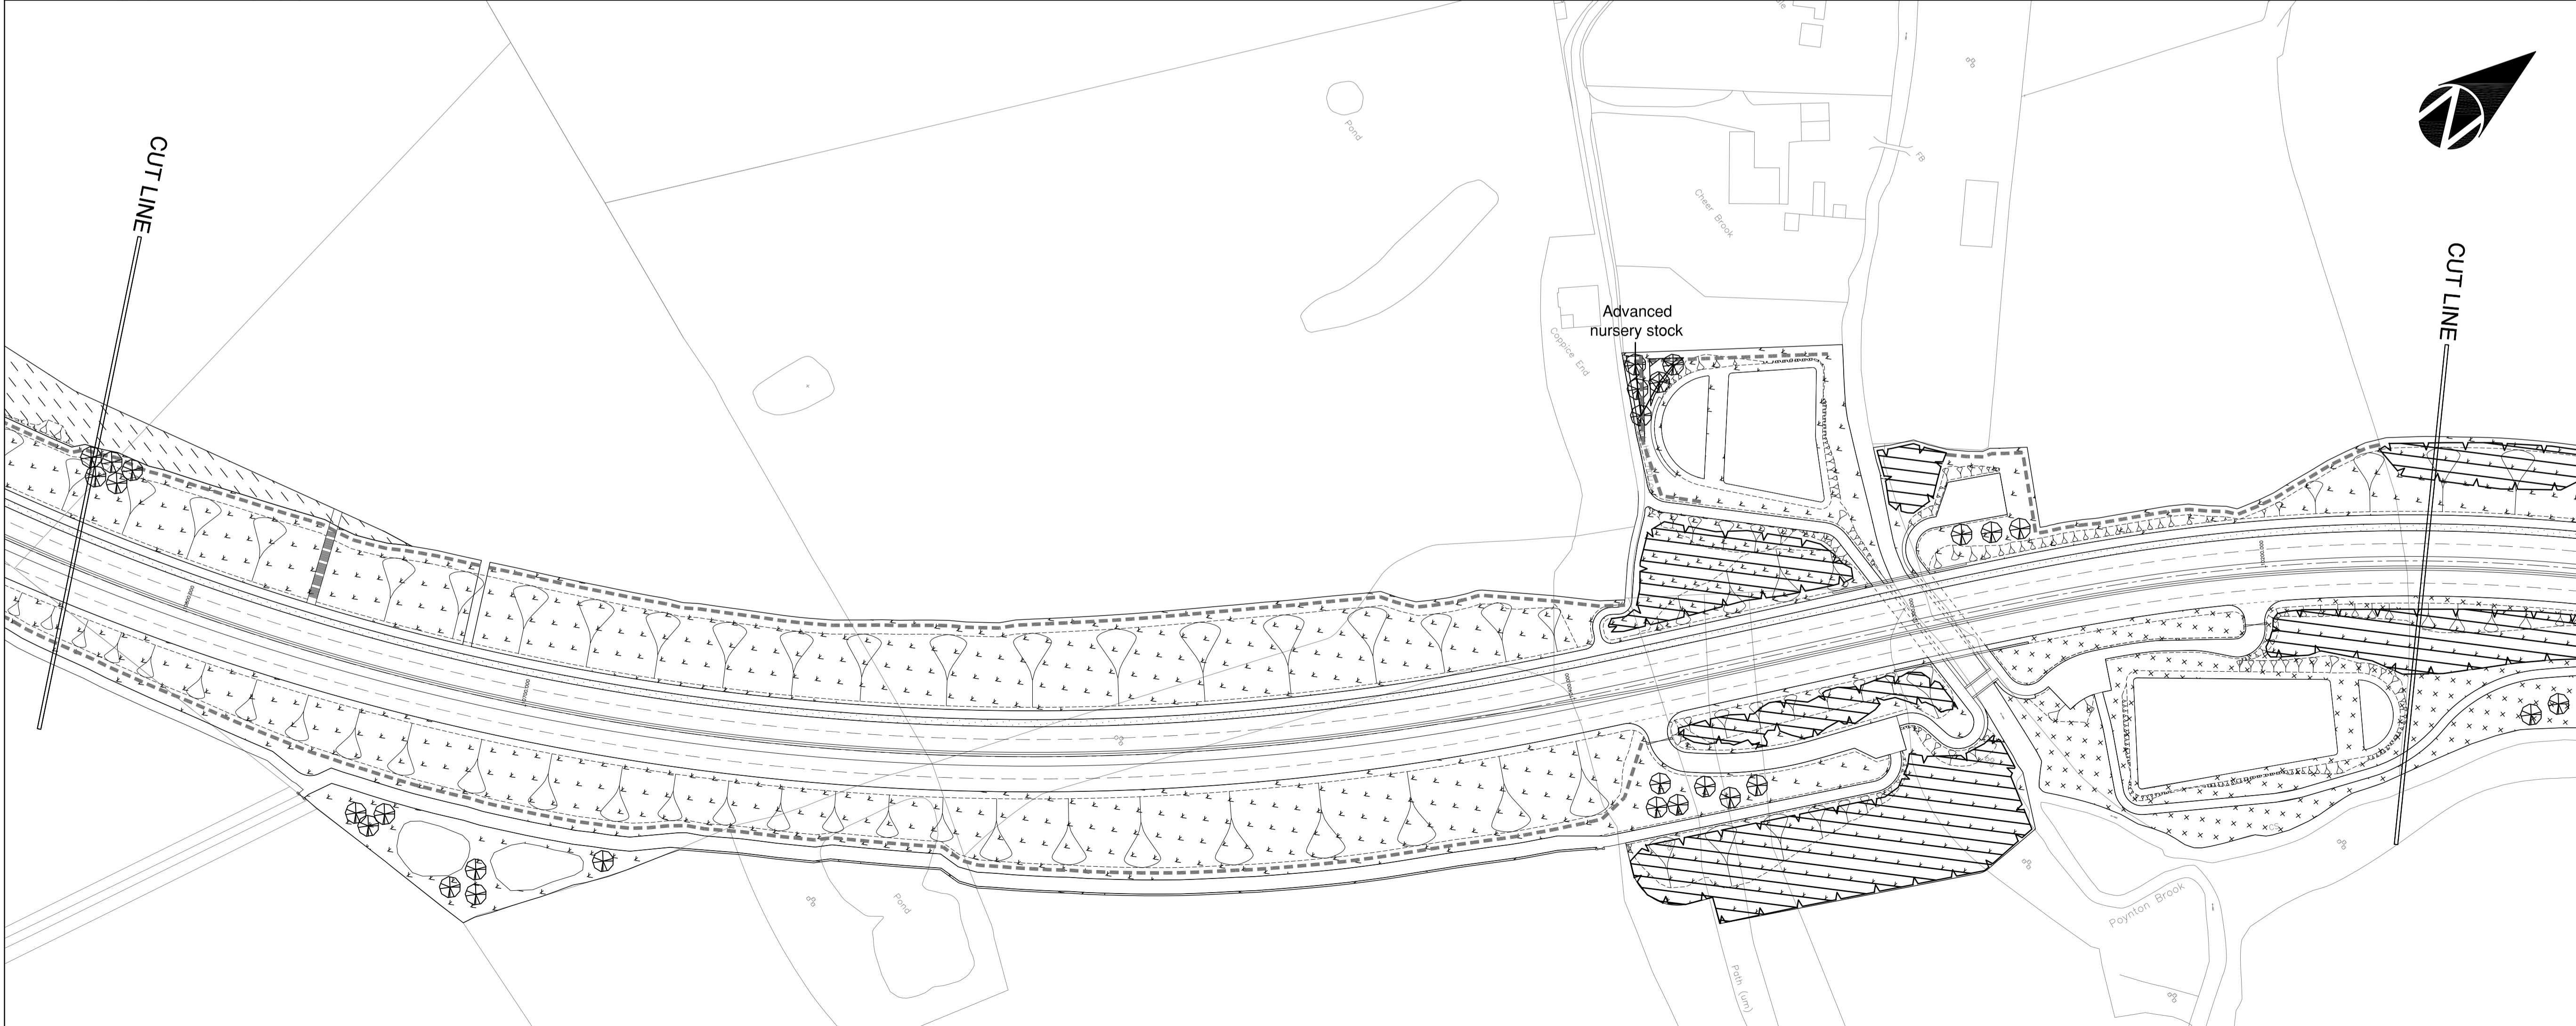 CUT LINE
CUT LINE
Pond
FB
Cheer Brook
Advanced
nursery stock
Coppice End
Pond
Path (um)
Poynton Brook